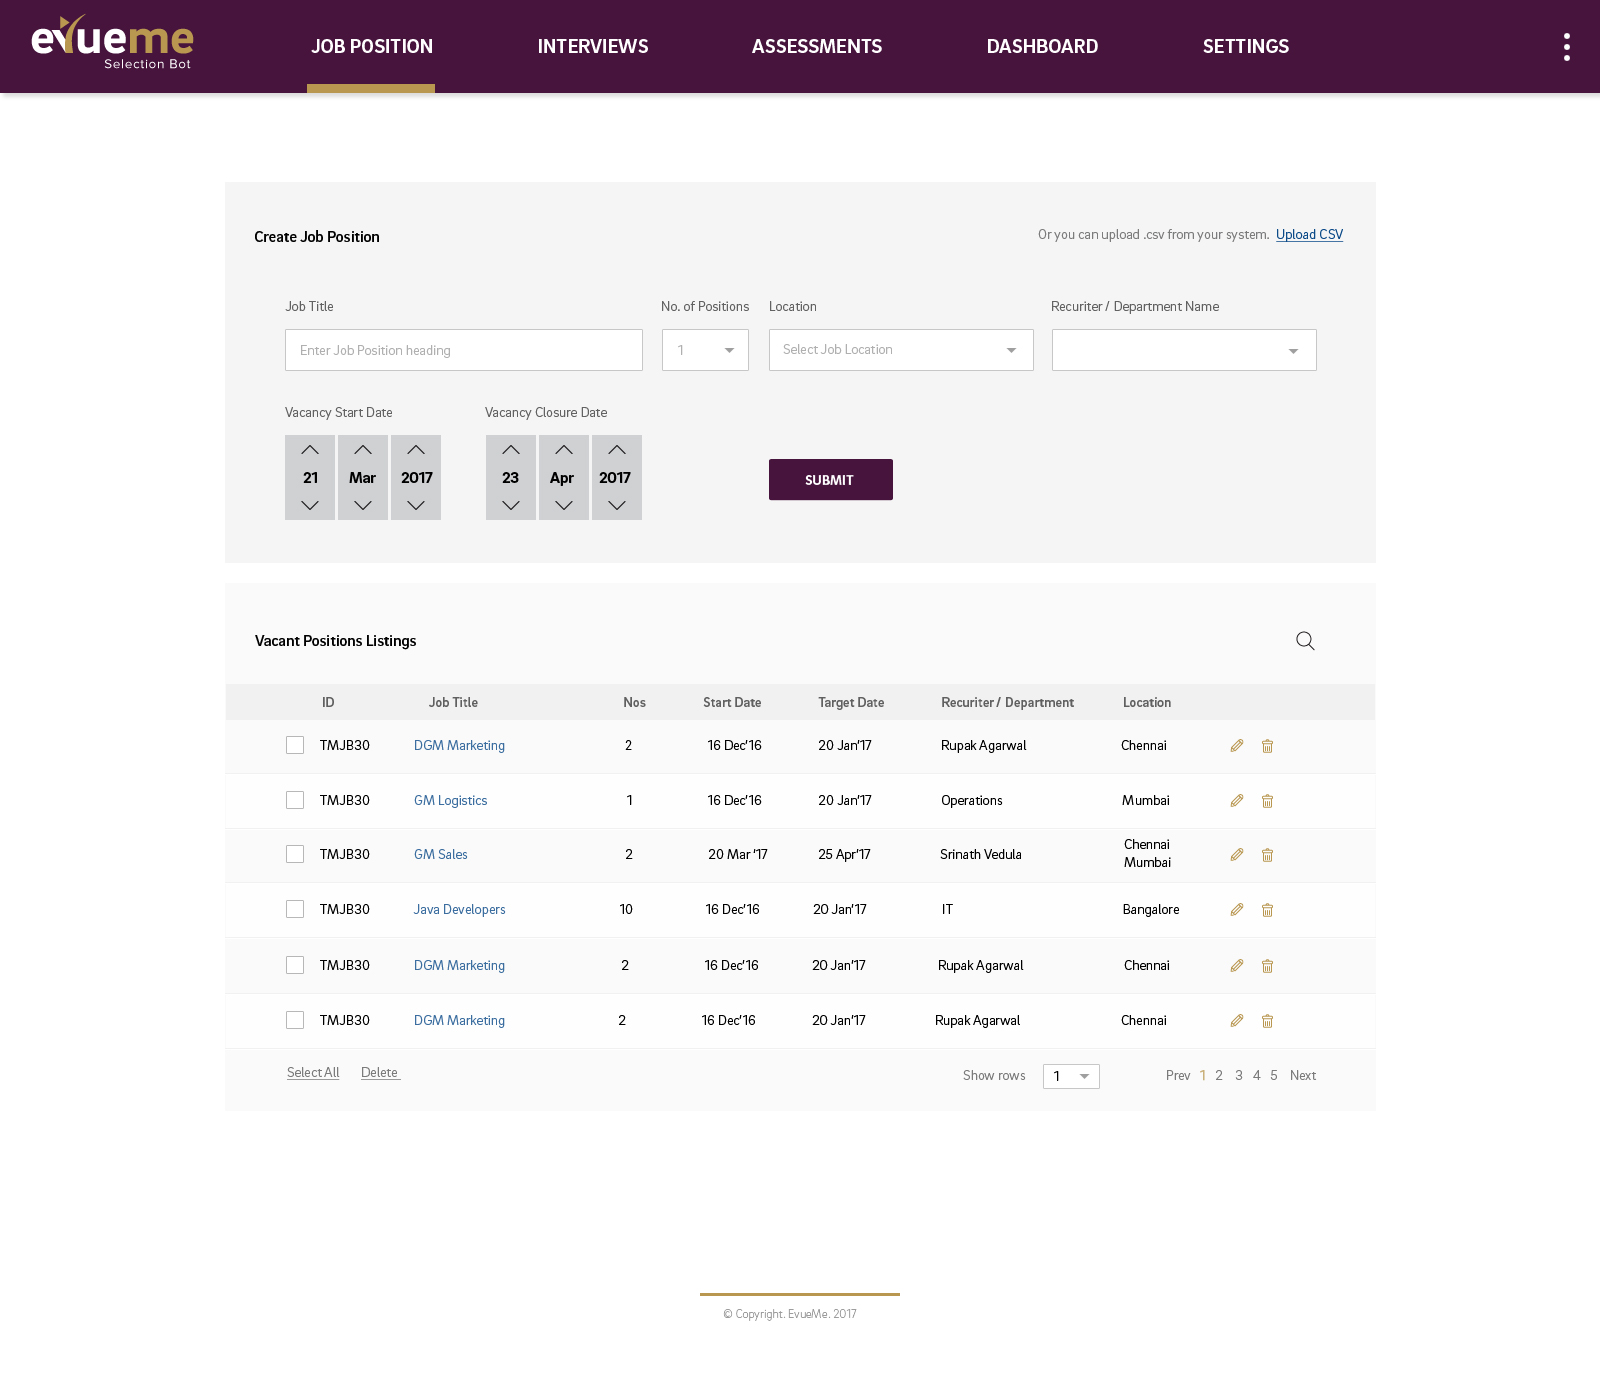 evueme
Selection Bot
JOB POSITION INTERVIEWS ASSESSMENTS DASHBOARD SETTINGS
Create Job Position
Or you can upload .csv from your system. Upload CSV
Job Title No. of Positions Location Recuriter / Department Name
Enter Job Position heading 1 Select Job Location
Vacancy Start Date Vacancy Closure Date
21 Mar 2017 23 Apr 2017
SUBMIT
Vacant Positions Listings
ID Job Title Nos Start Date Target Date Recuriter / Department Location
TMJB30 DGM Marketing 2 16 Dec'16 20 Jan'17 Rupak Agarwal Chennai
TMJB30 GM Logistics 1 16 Dec'16 20 Jan'17 Operations Mumbai
TMJB30 GM Sales 2 20 Mar '17 25 Apr'17 Srinath Vedula Chennai
Mumbai
TMJB30 Java Developers 10 16 Dec'16 20 Jan'17 IT Bangalore
TMJB30 DGM Marketing 2 16 Dec'16 20 Jan'17 Rupak Agarwal Chennai
TMJB30 DGM Marketing 2 16 Dec'16 20 Jan'17 Rupak Agarwal Chennai
Select All Delete Show rows 1 Prev 1 2 3 4 5 Next
© Copyright. EvueMe. 2017